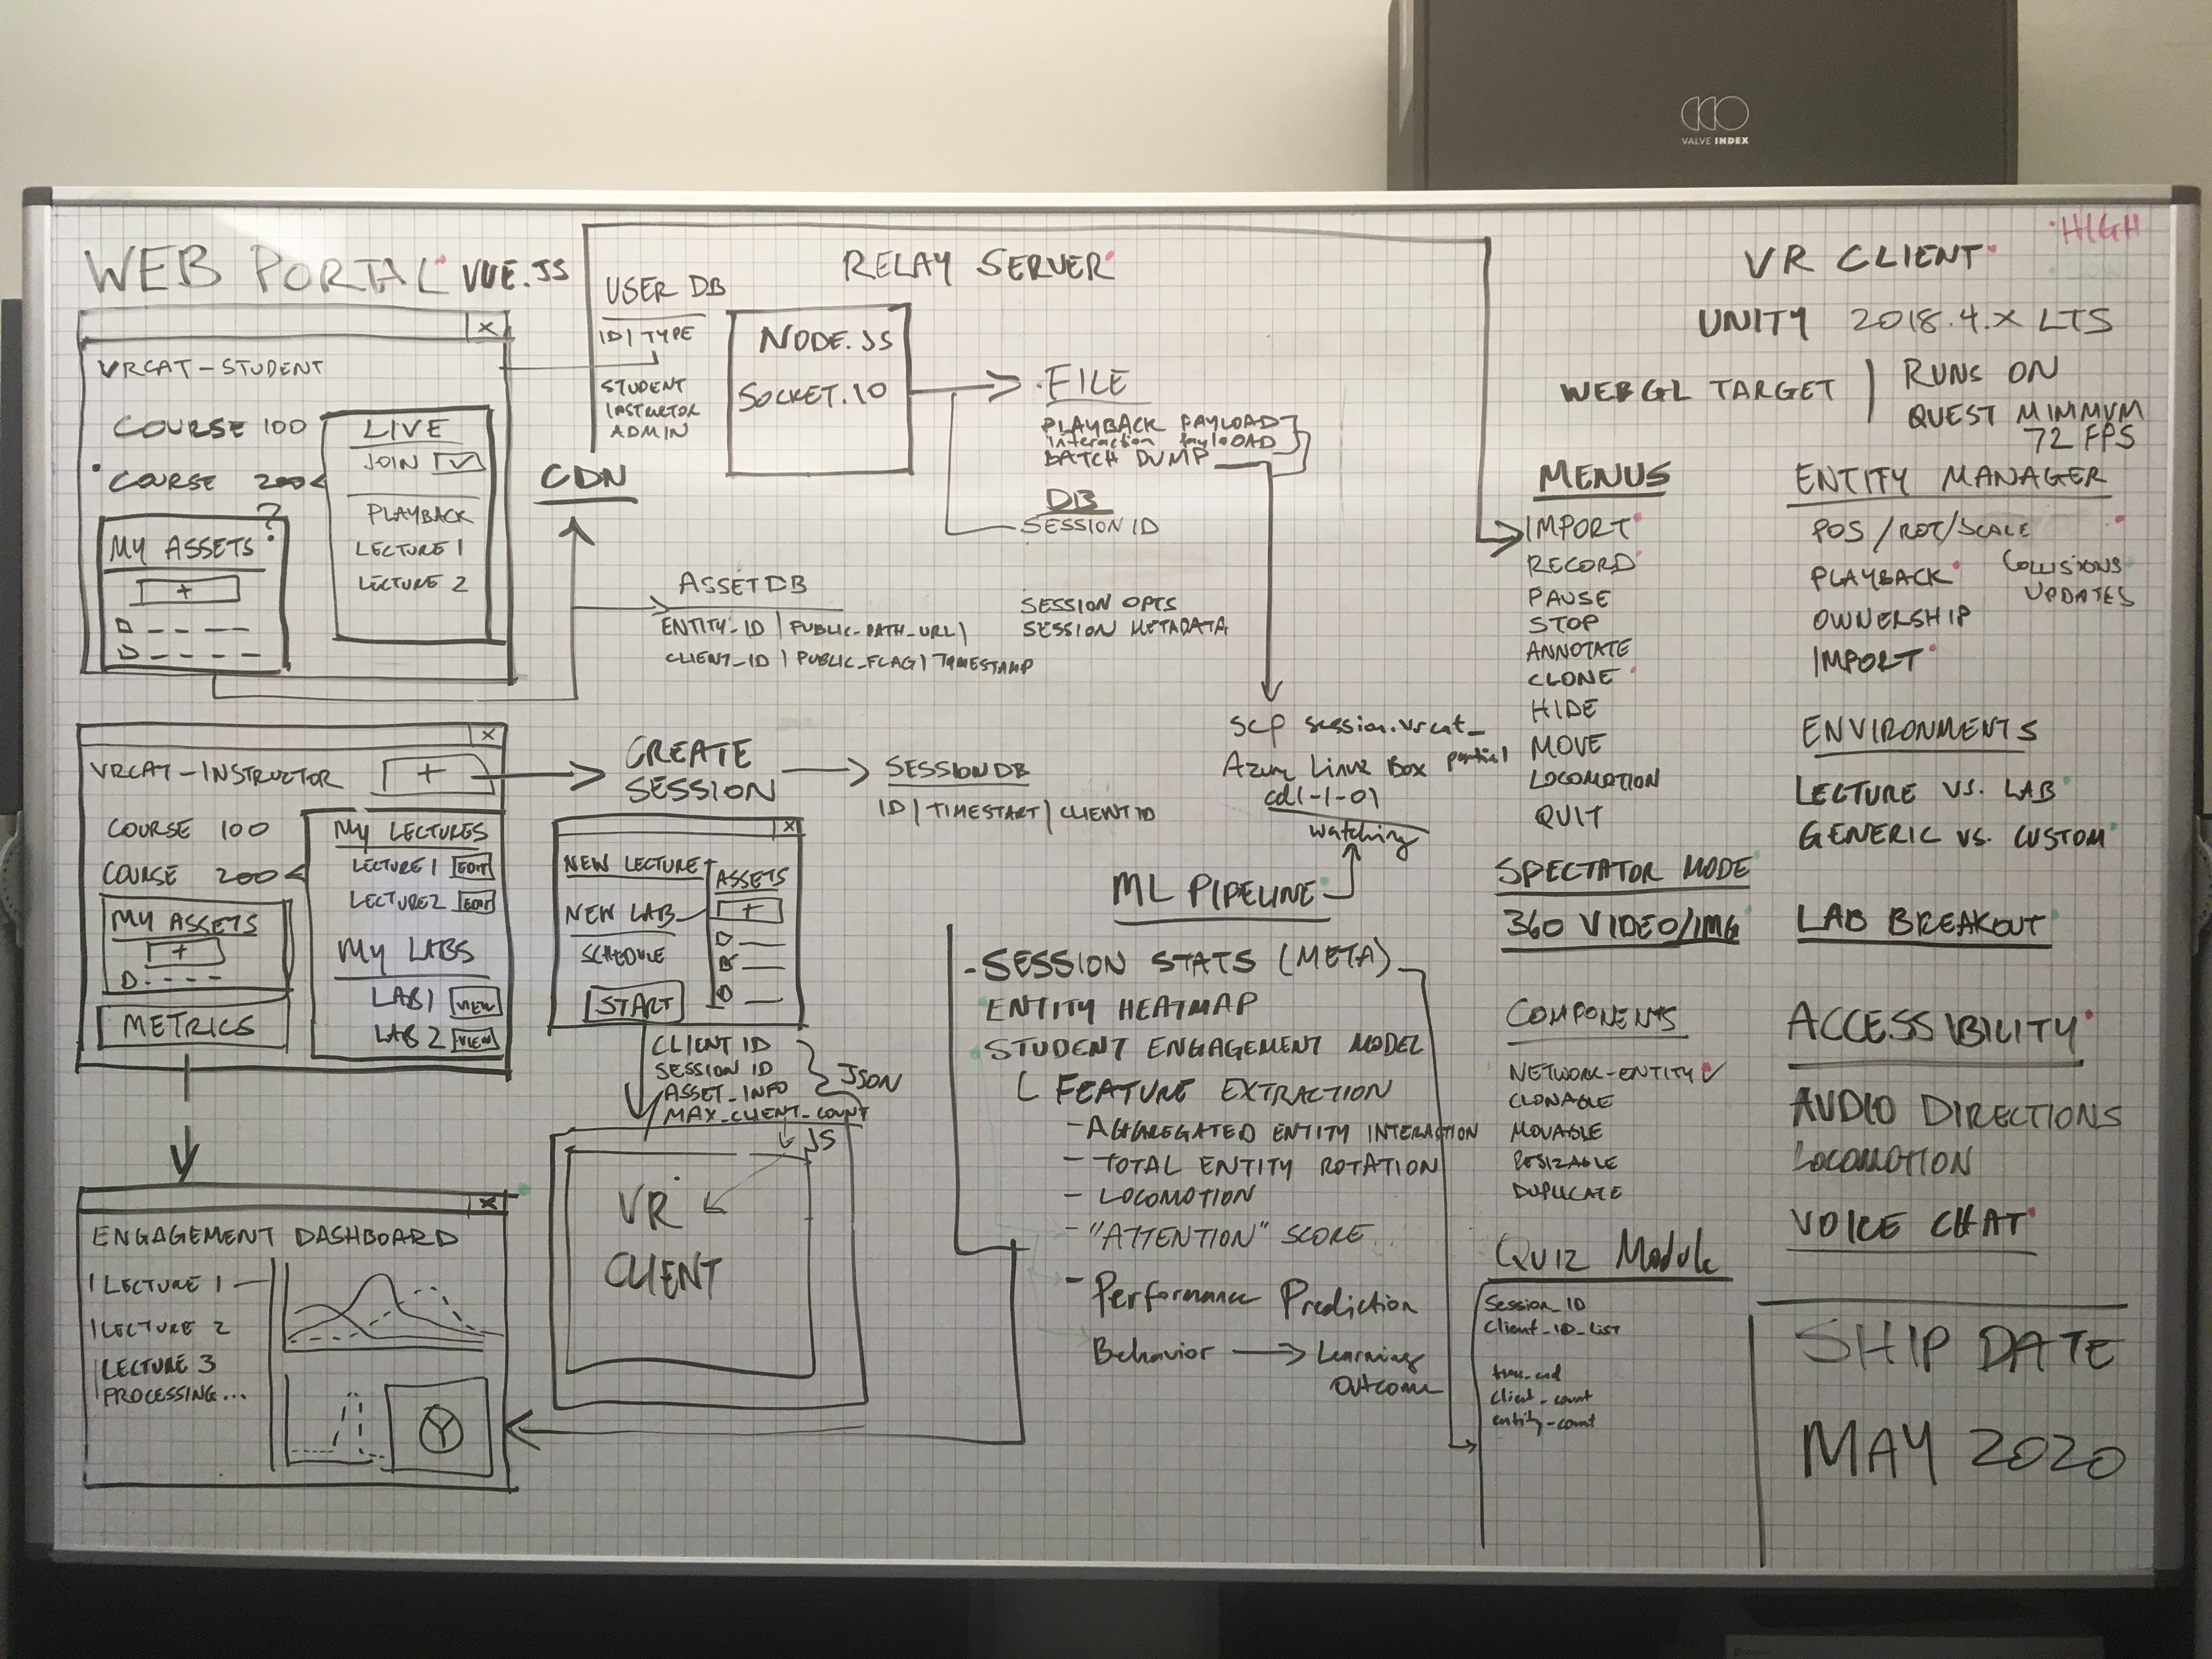 VALVE INDEX
HIGH
WEB PORTAL VUE.JS
X
VRCAT-STUDENT
COURSE 100
COURSE 200
LIVE
JOIN
PLAYBACK
LECTURE 1
LECTURE 2
?
MY ASSETS
+
USER DB
ID | TYPE
STUDENT
INSTRUCTOR
ADMIN
CDN
ASSET DB
ENTITY_ID | PUBLIC_PATH_URL |
CLIENT_ID | PUBLIC_FLAG | TIMESTAMP
RELAY SERVER
NODE.JS
SOCKET.IO
FILE
PLAYBACK PAYLOAD
interaction payLOAD
BATCH DUMP
DB
SESSION ID
SESSION OPTS
SESSION METADATA
scp session.vrcat_
partial
Azure Linux Box
cdl-1-01
watching
X
VRCAT-INSTRUCTOR
+
COURSE 100
COURSE 200
MY ASSETS
+
METRICS
MY LECTURES
LECTURE 1 EDIT
LECTURE 2 EDIT
MY LABS
LAB 1 VIEW
LAB 2 VIEW
CREATE
SESSION
SESSION DB
ID | TIMESTART | CLIENT ID
X
NEW LECTURE
NEW LAB
SCHEDULE
START
ASSETS
+
CLIENT ID
SESSION ID
ASSET_INFO
MAX_CLIENT_COUNT
JSON
JS
VR
CLIENT
X
ENGAGEMENT DASHBOARD
LECTURE 1
LECTURE 2
LECTURE 3
PROCESSING...
ML PIPELINE
- SESSION STATS (META)
ENTITY HEATMAP
STUDENT ENGAGEMENT MODEL
FEATURE EXTRACTION
- AGGREGATED ENTITY INTERACTION
- TOTAL ENTITY ROTATION
- LOCOMOTION
- "ATTENTION" SCORE
- Performance Prediction
Behavior → Learning
Outcome
VR CLIENT
UNITY 2018.4.X LTS
WEBGL TARGET
RUNS ON
QUEST MINIMVM
72 FPS
MENUS
IMPORT
RECORD
PAUSE
STOP
ANNOTATE
CLONE
HIDE
MOVE
LOCOMOTION
QUIT
SPECTATOR MODE
360 VIDEO/IMG
COMPONENTS
NETWORK-ENTITY ✓
CLONABLE
MOVABLE
RESIZABLE
DUPLICATE
QUIZ Module
Session_ID
Client_ID_List
time_end
client_count
entity_count
ENTITY MANAGER
POS/ROT/SCALE
PLAYBACK
COLLISIONS
UPDATES
OWNERSHIP
IMPORT
ENVIRONMENTS
LECTURE VS. LAB
GENERIC VS. CUSTOM
LAB BREAKOUT
ACCESSIBILITY
AUDIO DIRECTIONS
LOCOMOTION
VOICE CHAT
SHIP DATE
MAY 2020